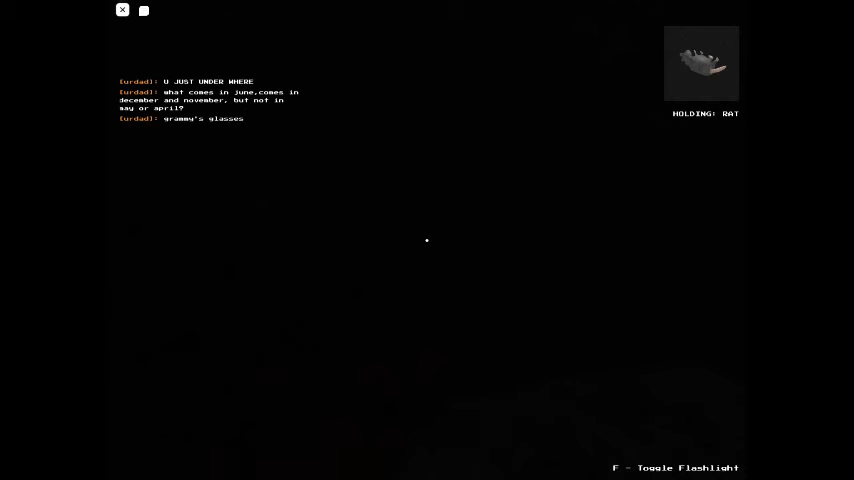 [urdad]: U JUST UNDER WHERE
[urdad]: what comes in june,comes in
december and november, but not in
may or april?
[urdad]: grammy's glasses
HOLDING: RAT
F - Toggle Flashlight